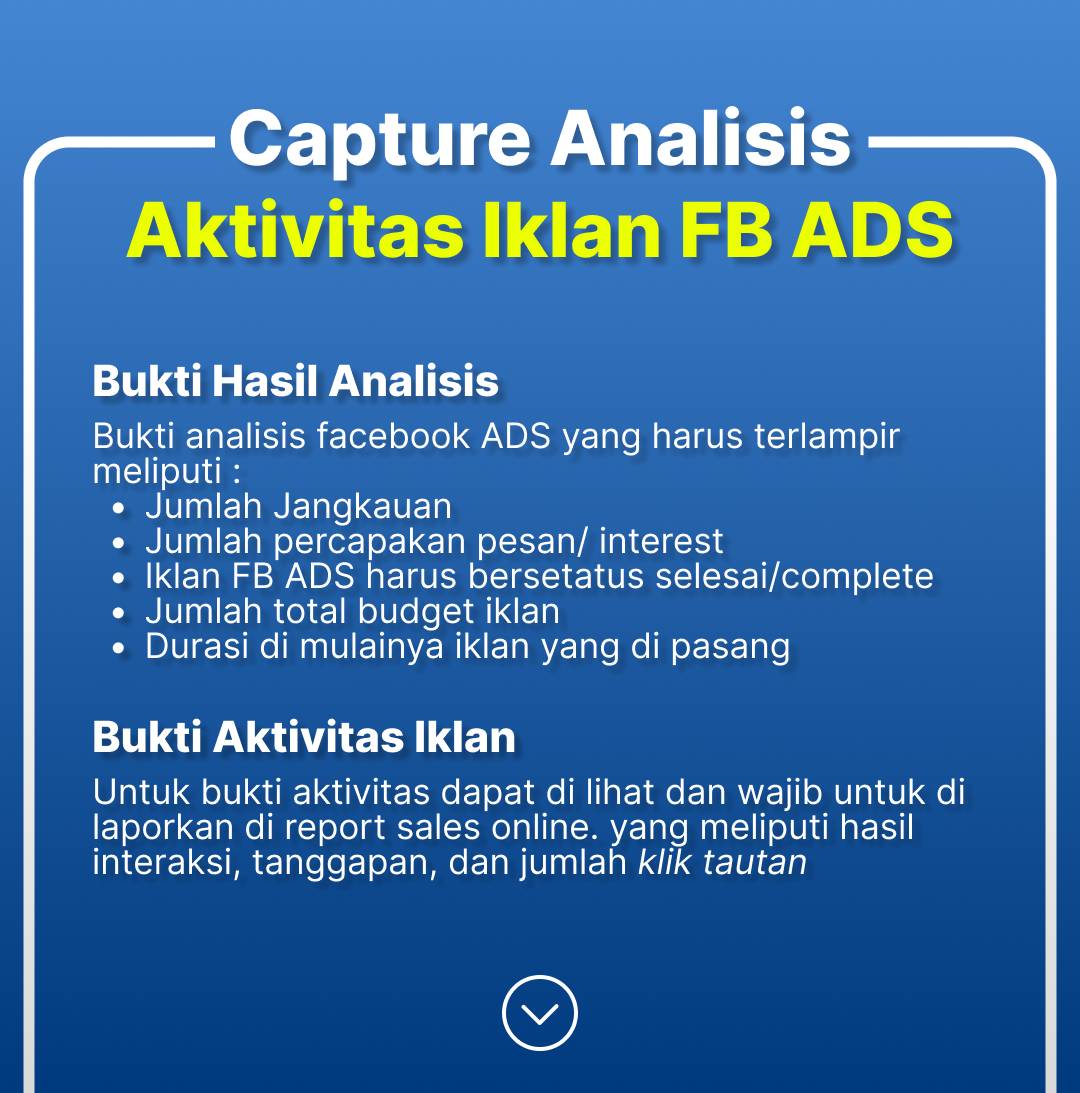 Capture Analisis
Aktivitas Iklan FB ADS
Bukti Hasil Analisis
Bukti analisis facebook ADS yang harus terlampir
meliputi :
• Jumlah Jangkauan
• Jumlah percapakan pesan/ interest
• Iklan FB ADS harus bersetatus selesai/complete
• Jumlah total budget iklan
• Durasi di mulainya iklan yang di pasang
Bukti Aktivitas Iklan
Untuk bukti aktivitas dapat di lihat dan wajib untuk di
laporkan di report sales online. yang meliputi hasil
interaksi, tanggapan, dan jumlah klik tautan